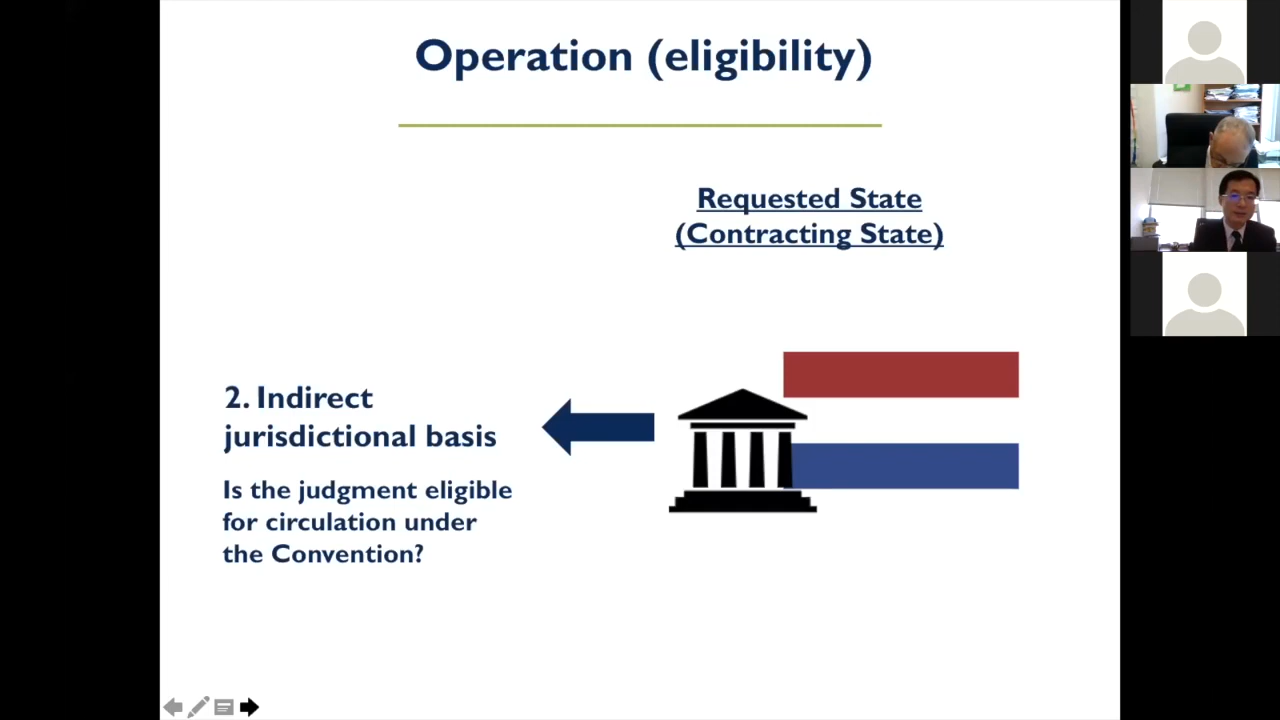 Operation (eligibility)
Requested State
(Contracting State)
2. Indirect
jurisdictional basis
Is the judgment eligible
for circulation under
the Convention?